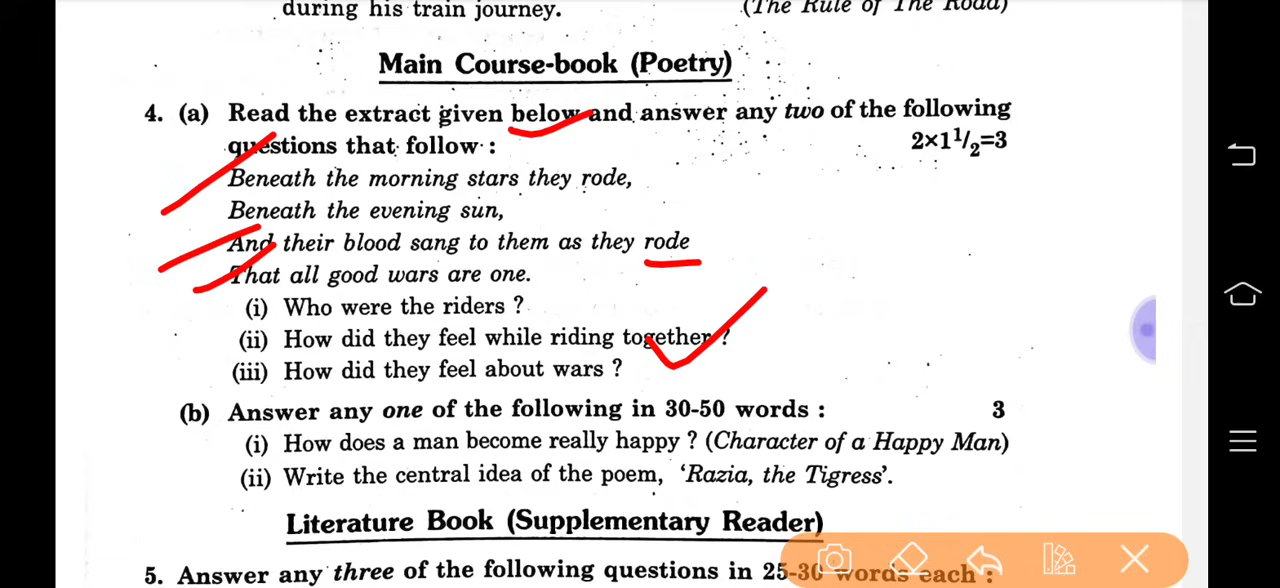 during his train journey. (The Rule of The Road)
Main Course-book (Poetry)
4. (a) Read the extract given below and answer any two of the following
questions that follow : 2×1 1/2=3
Beneath the morning stars they rode,
Beneath the evening sun,
And their blood sang to them as they rode
That all good wars are one.
(i) Who were the riders ?
(ii) How did they feel while riding together ?
(iii) How did they feel about wars ?
(b) Answer any one of the following in 30-50 words : 3
(i) How does a man become really happy ? (Character of a Happy Man)
(ii) Write the central idea of the poem, 'Razia, the Tigress'.
Literature Book (Supplementary Reader)
5. Answer any three of the following questions in 25-30 words each :